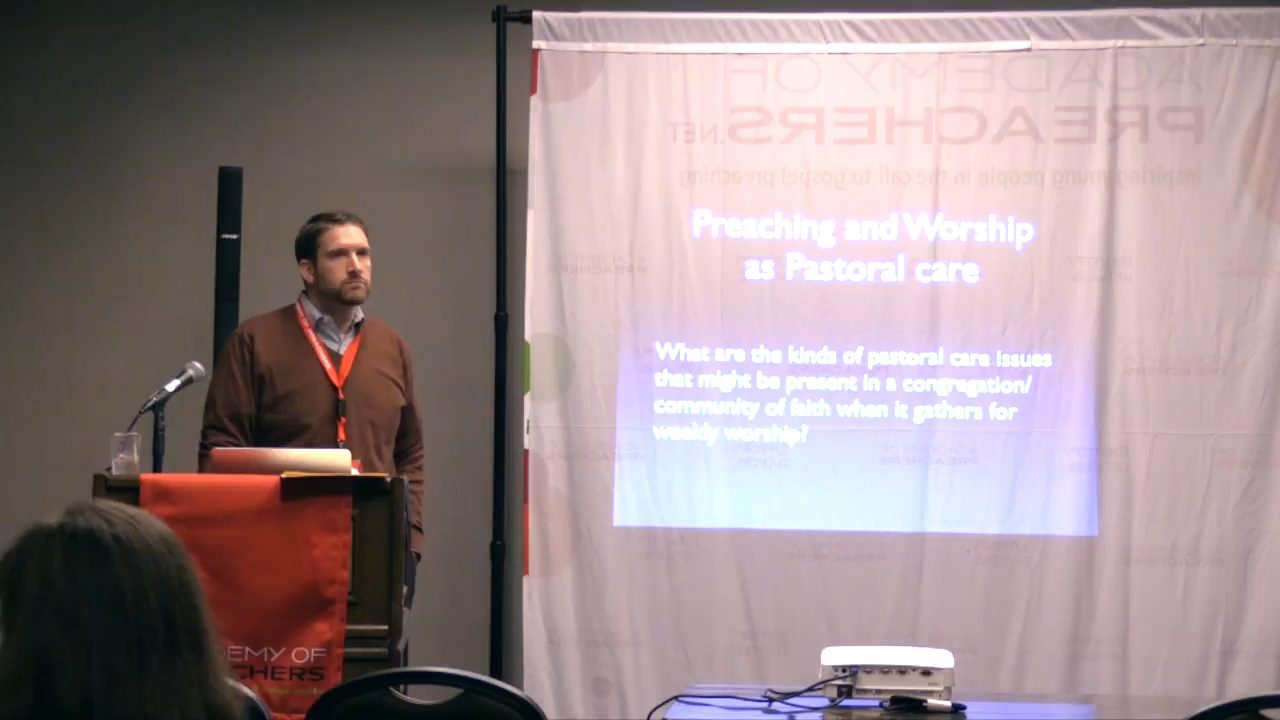 ACADEMY OF
PREACHERS.NET
inspiring young people in the call to gospel preaching
Preaching and Worship
as Pastoral care
What are the kinds of pastoral care issues
that might be present in a congregation/
community of faith when it gathers for
weekly worship?
EMY OF
CHERS